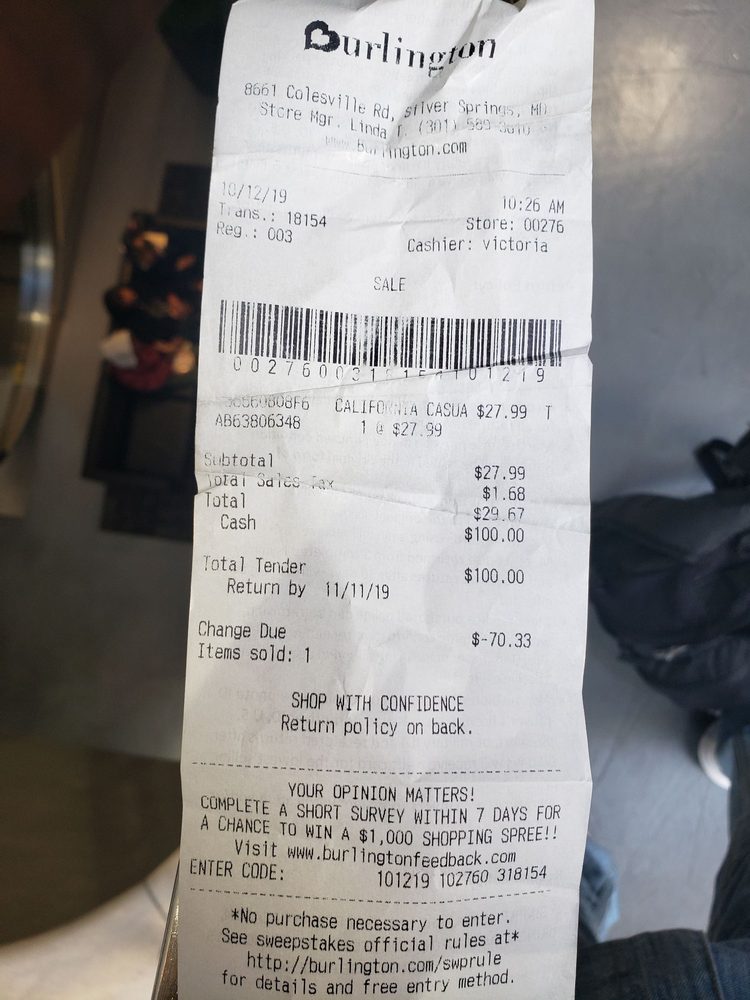 Burlington
8661 Colesville Rd, Silver Springs, MD
Store Mgr. Linda T. (301)
www.burlington.com
10/12/19 10:26 AM
Trans.: 18154 Store: 00276
Reg.: 003 Cashier: victoria
SALE
CALIFORNIA CASUA $27.99 T
AB63806348 1 @ $27.99
Subtotal $27.99
Total Sales Tax $1.68
Total $29.67
Cash $100.00
Total Tender $100.00
Return by 11/11/19
Change Due $-70.33
Items sold: 1
SHOP WITH CONFIDENCE
Return policy on back.
YOUR OPINION MATTERS!
COMPLETE A SHORT SURVEY WITHIN 7 DAYS FOR
A CHANCE TO WIN A $1,000 SHOPPING SPREE!!
Visit www.burlingtonfeedback.com
ENTER CODE: 101219 102760 318154
*No purchase necessary to enter.
See sweepstakes official rules at*
http://burlington.com/swprule
for details and free entry method.